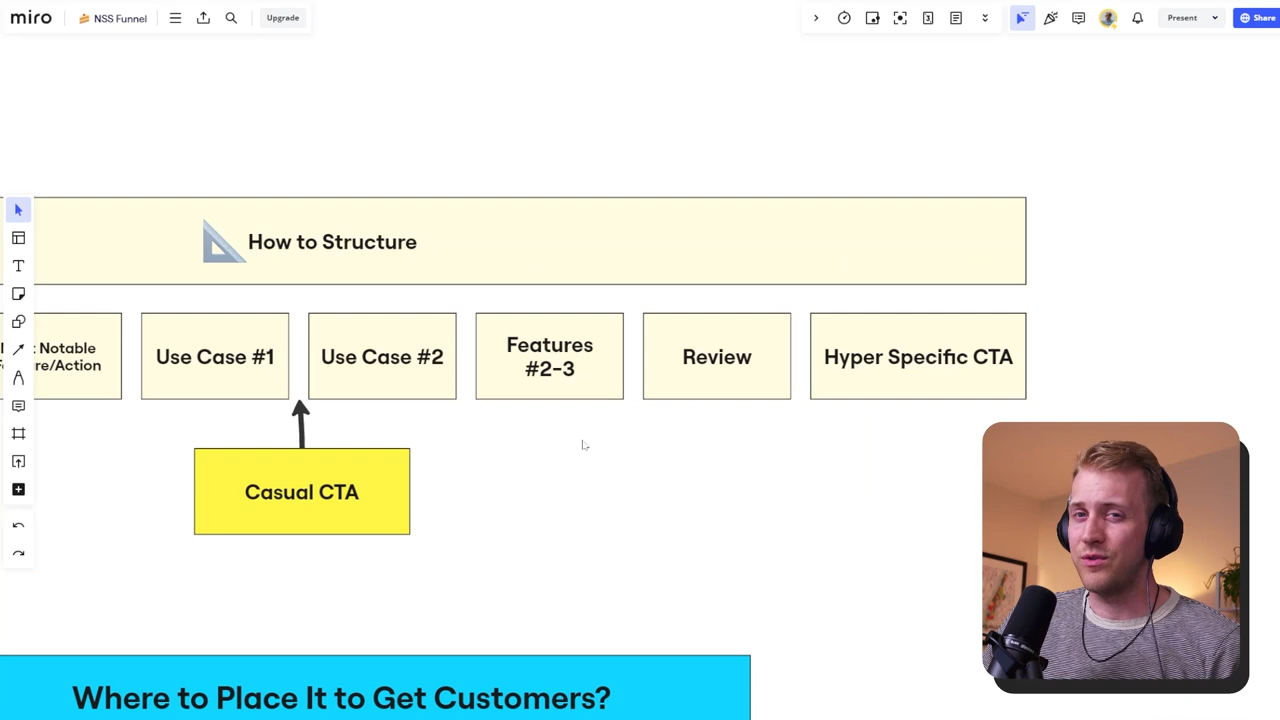 miro
NSS Funnel
Upgrade
3
Present
Share
How to Structure
Notable
re/Action
Use Case #1
Use Case #2
Features
#2-3
Review
Hyper Specific CTA
Casual CTA
Where to Place It to Get Customers?